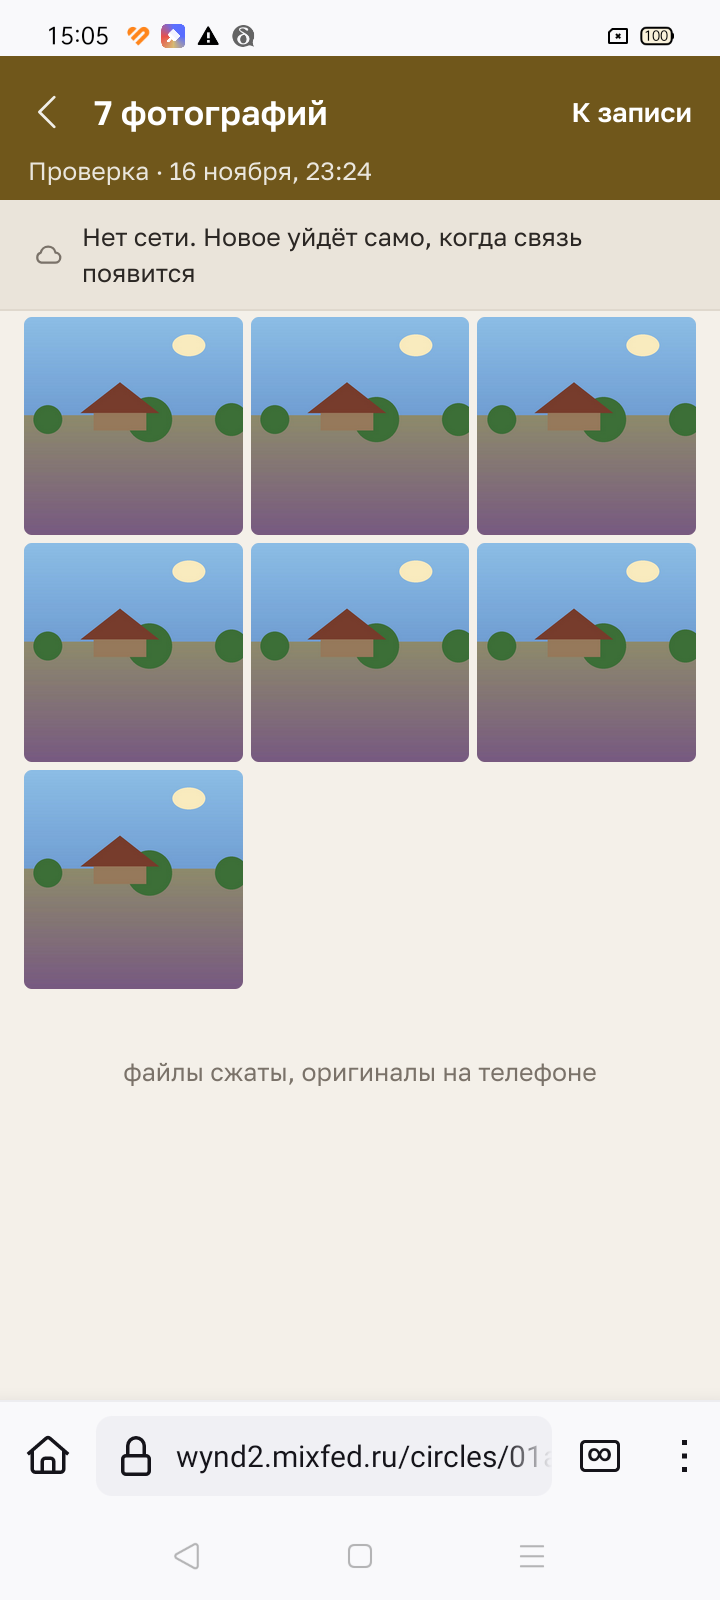 15:05
100
7 фотографий
К записи
Проверка · 16 ноября, 23:24
Нет сети. Новое уйдёт само, когда связь
появится
файлы сжаты, оригиналы на телефоне
wynd2.mixfed.ru/circles/01